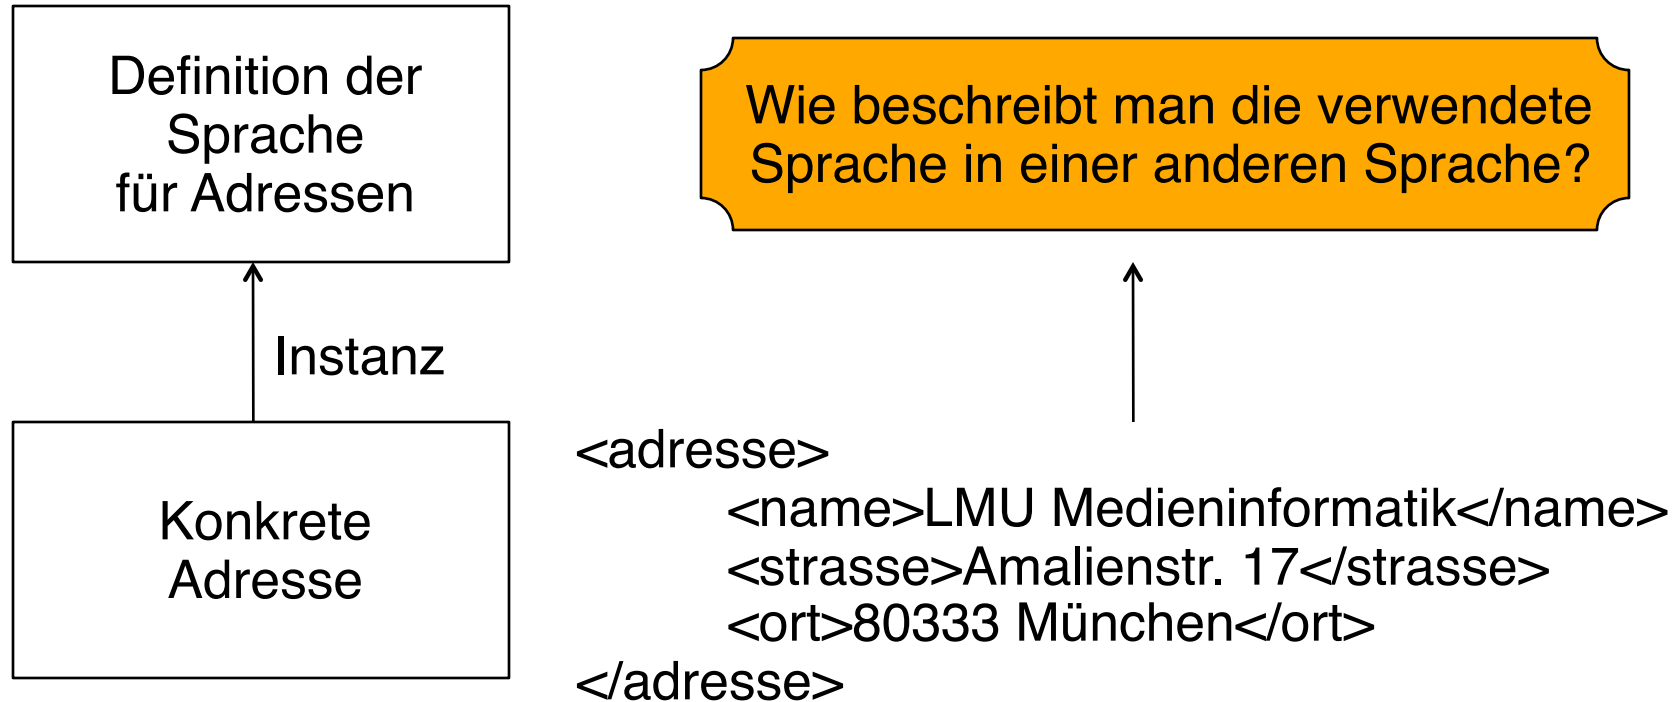 Definition der
Sprache
für Adressen
Wie beschreibt man die verwendete
Sprache in einer anderen Sprache?
Instanz
Konkrete
Adresse
<adresse>
<name>LMU Medieninformatik</name>
<strasse>Amalienstr. 17</strasse>
<ort>80333 München</ort>
</adresse>